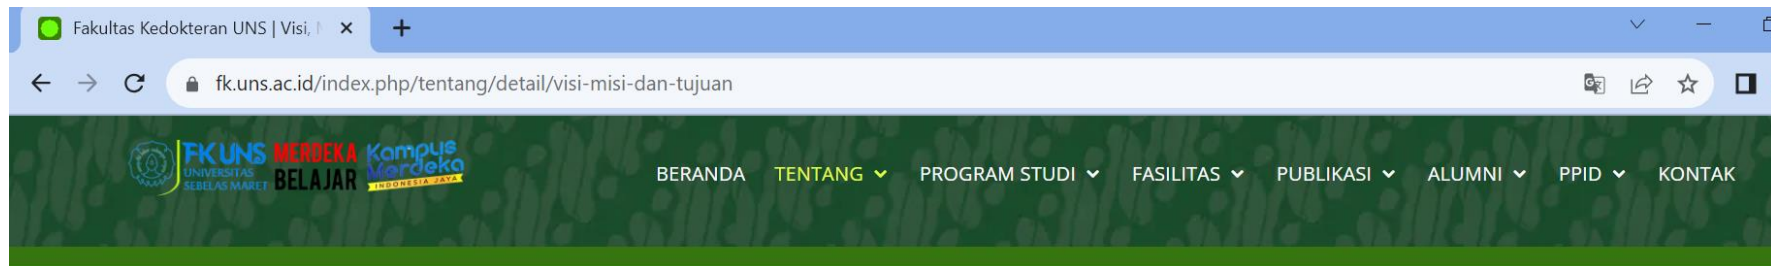 Fakultas Kedokteran UNS | Visi,
fk.uns.ac.id/index.php/tentang/detail/visi-misi-dan-tujuan
FK UNS
UNIVERSITAS
SEBELAS MARET
MERDEKA
BELAJAR
Kampus
Merdeka
INDONESIA JAYA
BERANDA TENTANG PROGRAM STUDI FASILITAS PUBLIKASI ALUMNI PPID KONTAK